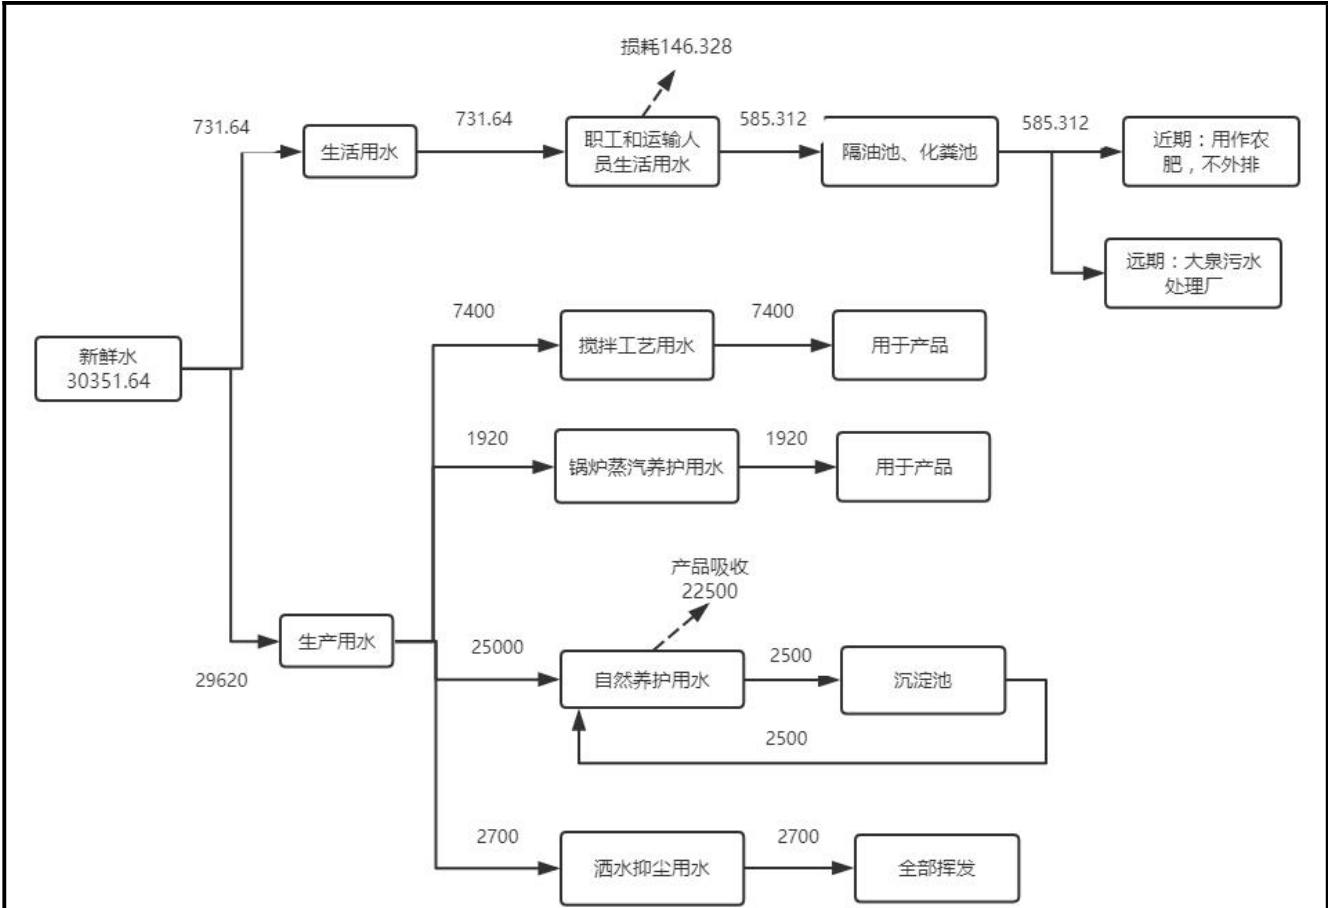 损耗146.328
731.64
731.64
585.312
585.312
生活用水
职工和运输人
员生活用水
隔油池、化粪池
近期：用作农
肥，不外排
远期：大泉污水
处理厂
7400
7400
新鲜水
30351.64
搅拌工艺用水
用于产品
1920
1920
锅炉蒸汽养护用水
用于产品
产品吸收
22500
生产用水
29620
25000
2500
自然养护用水
沉淀池
2500
2700
2700
洒水抑尘用水
全部挥发